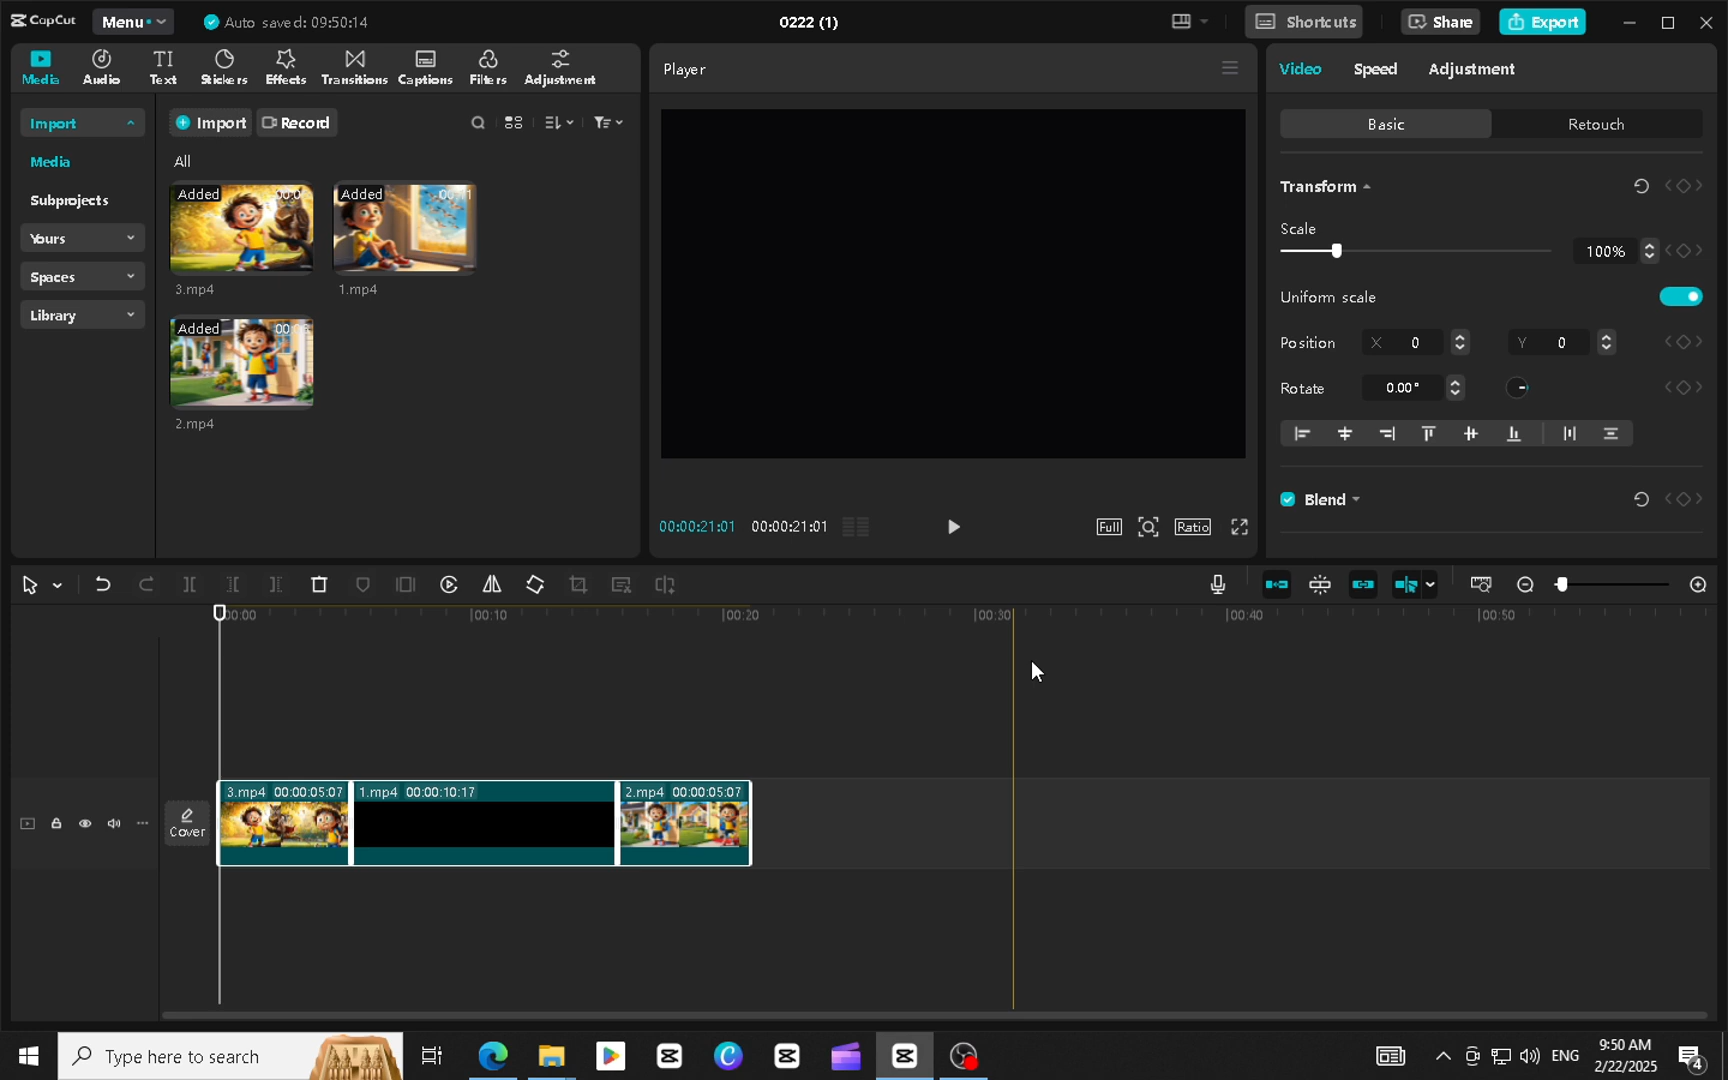 CapCut Menu Auto saved: 09:50:14 0222 (1) Shortcuts Share Export
Media Audio Text Stickers Effects Transitions Captions Filters Adjustment
Import
Media
Subprojects
Yours
Spaces
Library
Import Record
All
Added
3.mp4
Added
1.mp4
Added
2.mp4
Player
00:00:21:01 00:00:21:01 Full Ratio
Video Speed Adjustment
Basic Retouch
Transform
Scale
100%
Uniform scale
Position X 0 Y 0
Rotate 0.00°
Blend
00:00 |00:10 |00:20 |00:30 |00:40 |00:50
Cover
3.mp4 00:00:05:07 1.mp4 00:00:10:17 2.mp4 00:00:05:07
Type here to search
ENG
9:50 AM
2/22/2025
4